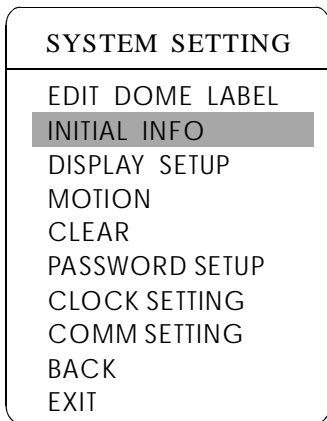 SYSTEM SETTING
EDIT DOME LABEL
INITIAL INFO
DISPLAY SETUP
MOTION
CLEAR
PASSWORD SETUP
CLOCK SETTING
COMM SETTING
BACK
EXIT